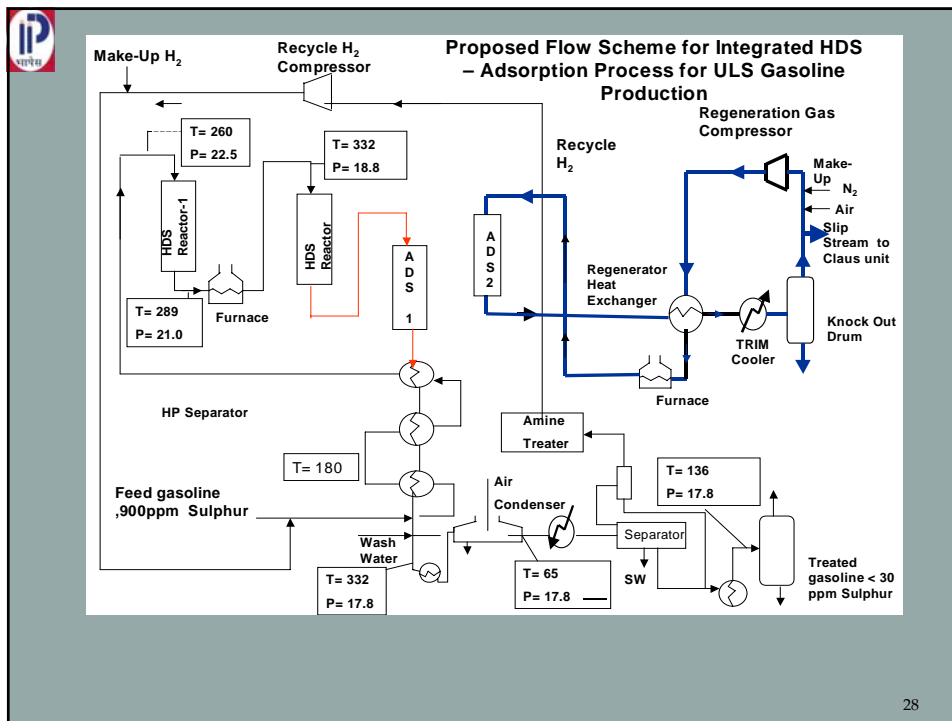 IP
भापेस
Proposed Flow Scheme for Integrated HDS
– Adsorption Process for ULS Gasoline
Production
Make-Up H2
Recycle H2
Compressor
T= 260
P= 22.5
T= 332
P= 18.8
HDS
Reactor-1
HDS
Reactor
T= 289
P= 21.0
Furnace
A
D
S
1
Recycle
H2
A
D
S
2
Regeneration Gas
Compressor
Make-
Up
N2
Air
Slip
Stream to
Claus unit
Regenerator
Heat
Exchanger
TRIM
Cooler
Knock Out
Drum
Furnace
HP Separator
T= 180
Feed gasoline
,900ppm Sulphur
Wash
Water
T= 332
P= 17.8
Air
Condenser
T= 65
P= 17.8
Amine
Treater
Separator
SW
T= 136
P= 17.8
Treated
gasoline < 30
ppm Sulphur
28